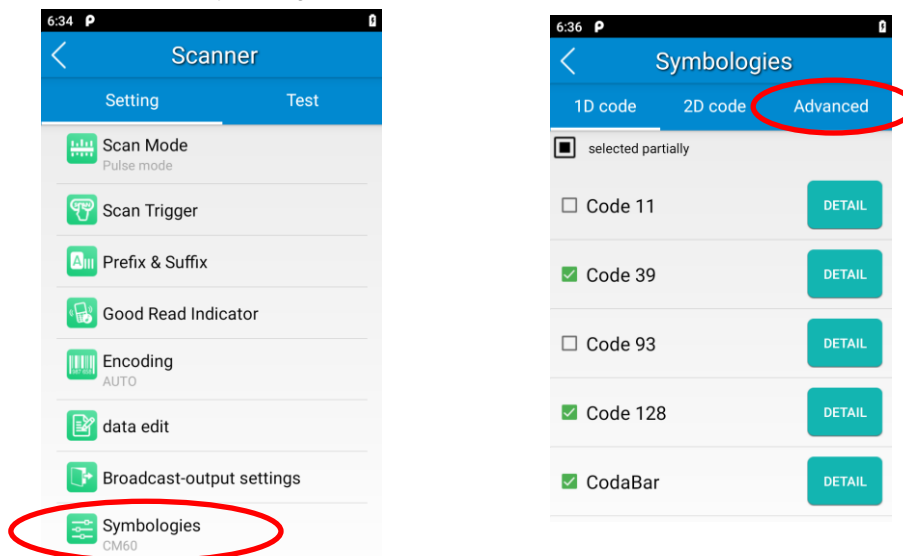 6:34 P
Scanner
Setting Test
Scan Mode
Pulse mode
Scan Trigger
Prefix & Suffix
Good Read Indicator
Encoding
AUTO
data edit
Broadcast-output settings
Symbologies
CM60
6:36 P
Symbologies
1D code 2D code Advanced
selected partially
Code 11 DETAIL
Code 39 DETAIL
Code 93 DETAIL
Code 128 DETAIL
CodaBar DETAIL